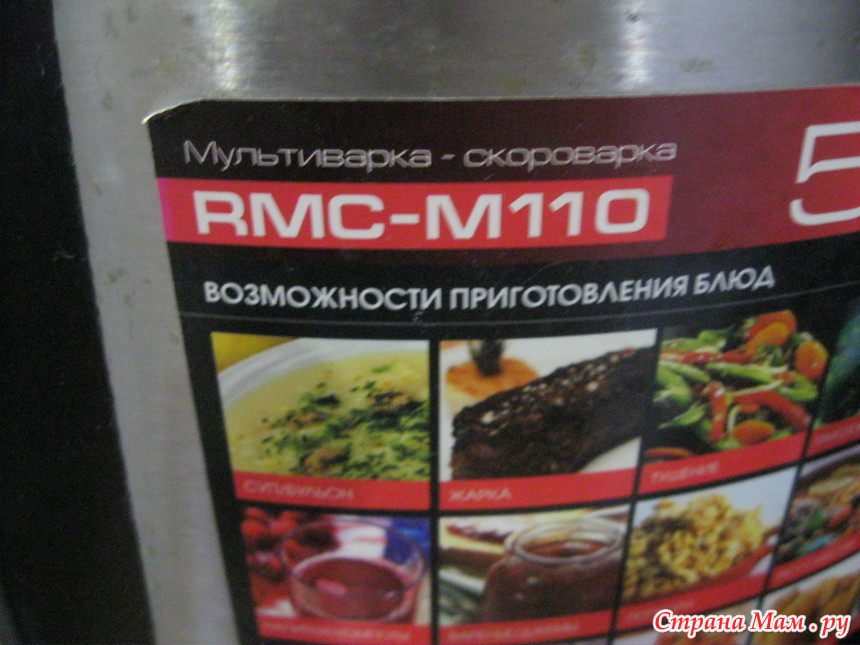 Мультиварка - скороварка
5
RMC-M110
ВОЗМОЖНОСТИ ПРИГОТОВЛЕНИЯ БЛЮД
СУП/БУЛЬОН
ЖАРКА
ТУШЕНИЕ
Страна Мам.ру